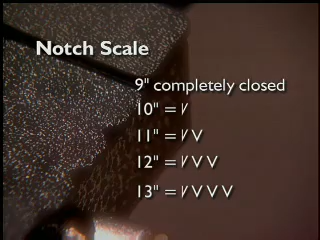 Notch Scale
9" completely closed
10" = V
11" = V V
12" = V V V
13" = V V V V